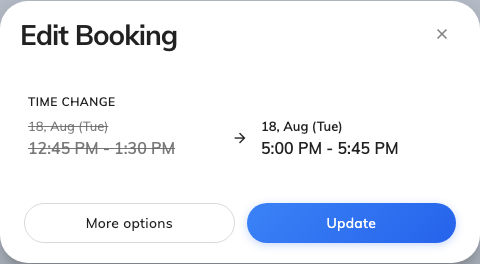 Edit Booking
TIME CHANGE
18, Aug (Tue)
12:45 PM - 1:30 PM
18, Aug (Tue)
5:00 PM - 5:45 PM
More options
Update